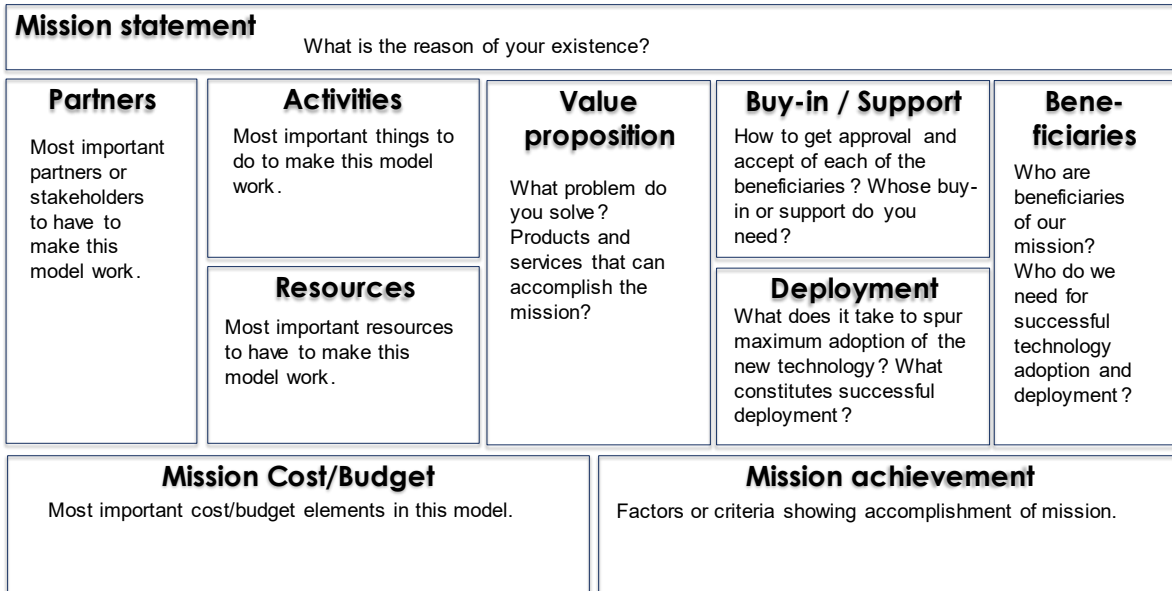 Mission statement
What is the reason of your existence?
Partners
Most important
partners or
stakeholders
to have to
make this
model work.
Activities
Most important things to
do to make this model
work.
Resources
Most important resources
to have to make this
model work.
Value
proposition
What problem do
you solve?
Products and
services that can
accomplish the
mission?
Buy-in / Support
How to get approval and
accept of each of the
beneficiaries? Whose buy-
in or support do you
need?
Deployment
What does it take to spur
maximum adoption of the
new technology? What
constitutes successful
deployment?
Bene-
ficiaries
Who are
beneficiaries
of our
mission?
Who do we
need for
successful
technology
adoption and
deployment?
Mission Cost/Budget
Most important cost/budget elements in this model.
Mission achievement
Factors or criteria showing accomplishment of mission.